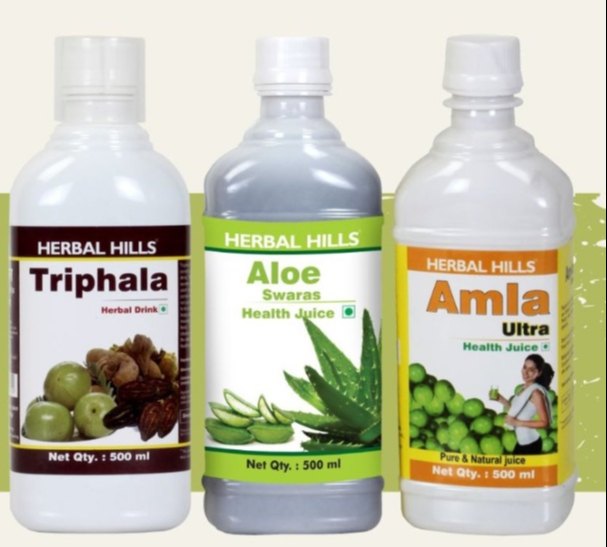 HERBAL HILLS
Triphala
Herbal Drink
Net Qty. : 500 ml
HERBAL HILLS
Aloe
Swaras
Health Juice
Net Qty. : 500 ml
HERBAL HILLS
Amla
Ultra
Health Juice
Pure & Natural juice
Net Qty. : 500 ml